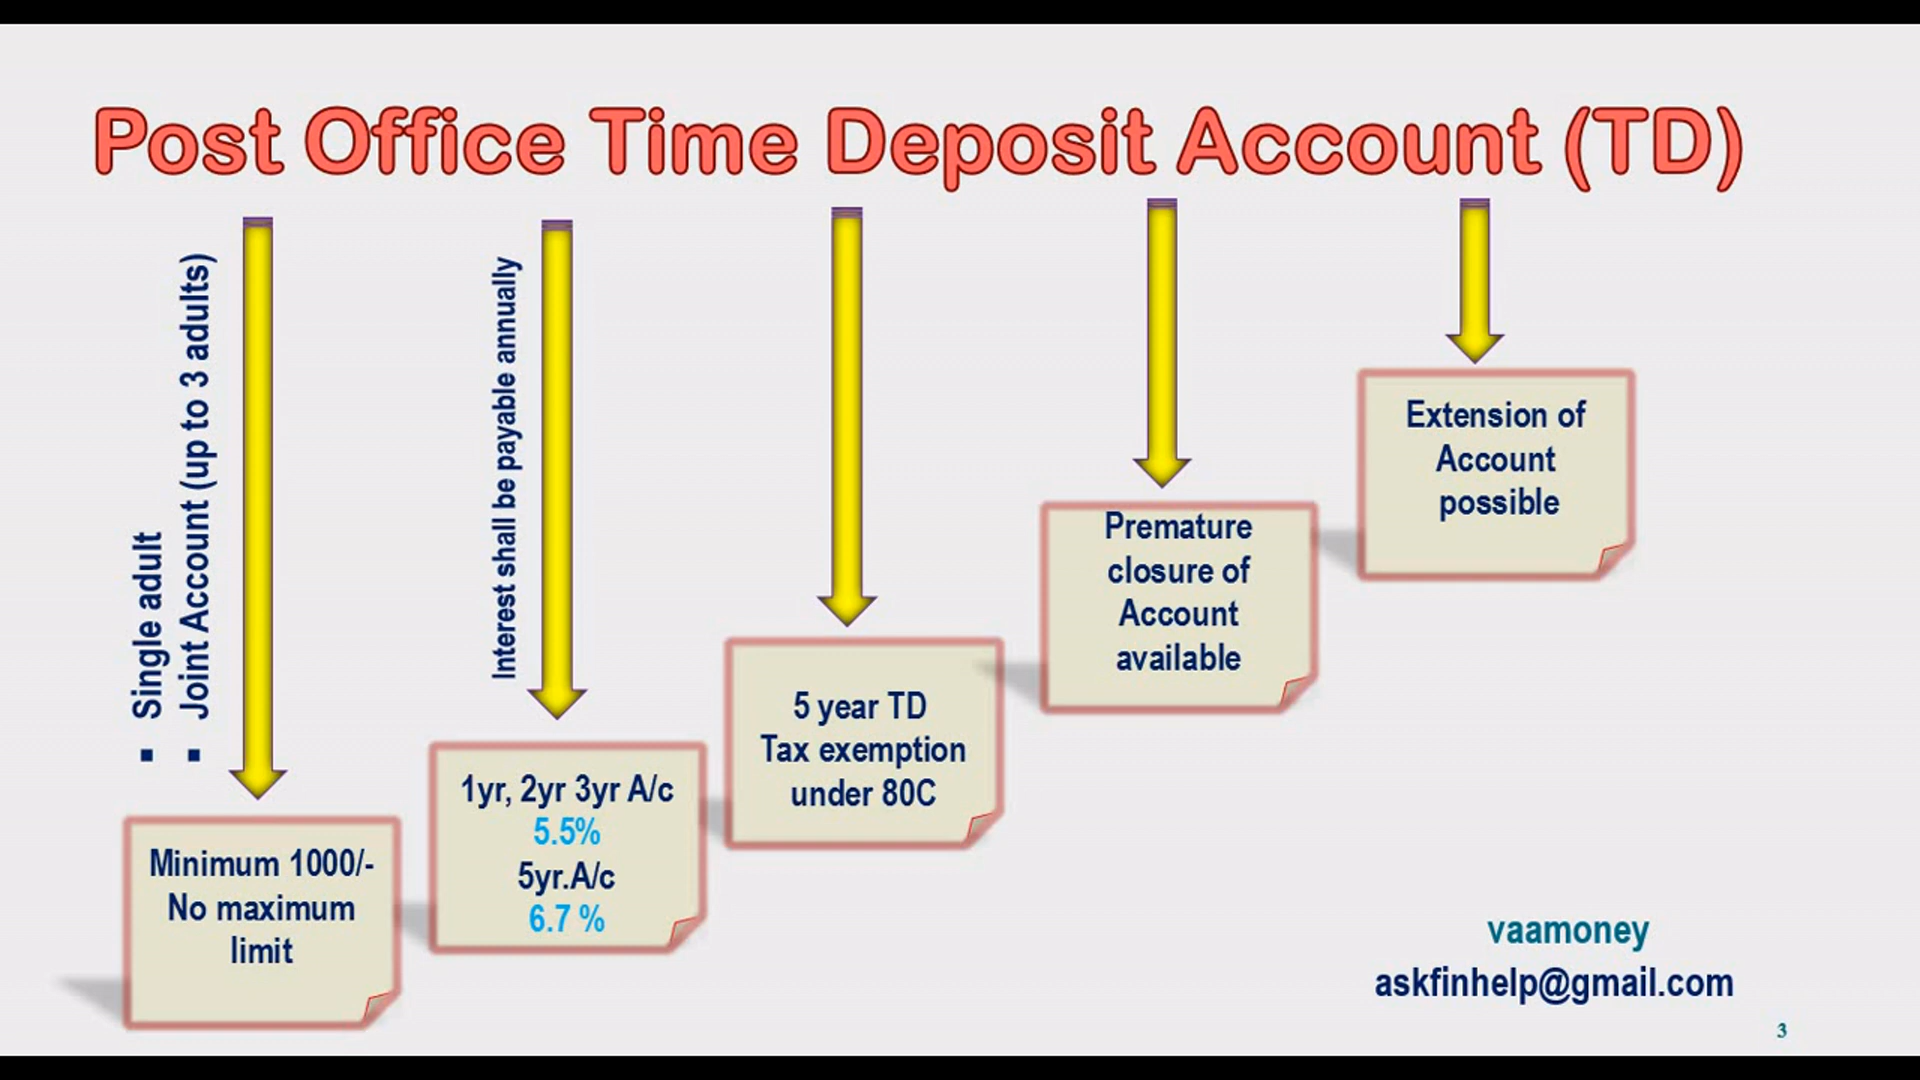 Post Office Time Deposit Account (TD)
▪ Single adult
▪ Joint Account (up to 3 adults)
Minimum 1000/-
No maximum
limit
Interest shall be payable annually
1yr, 2yr 3yr A/c
5.5%
5yr.A/c
6.7 %
5 year TD
Tax exemption
under 80C
Premature
closure of
Account
available
Extension of
Account
possible
vaamoney
askfinhelp@gmail.com
3